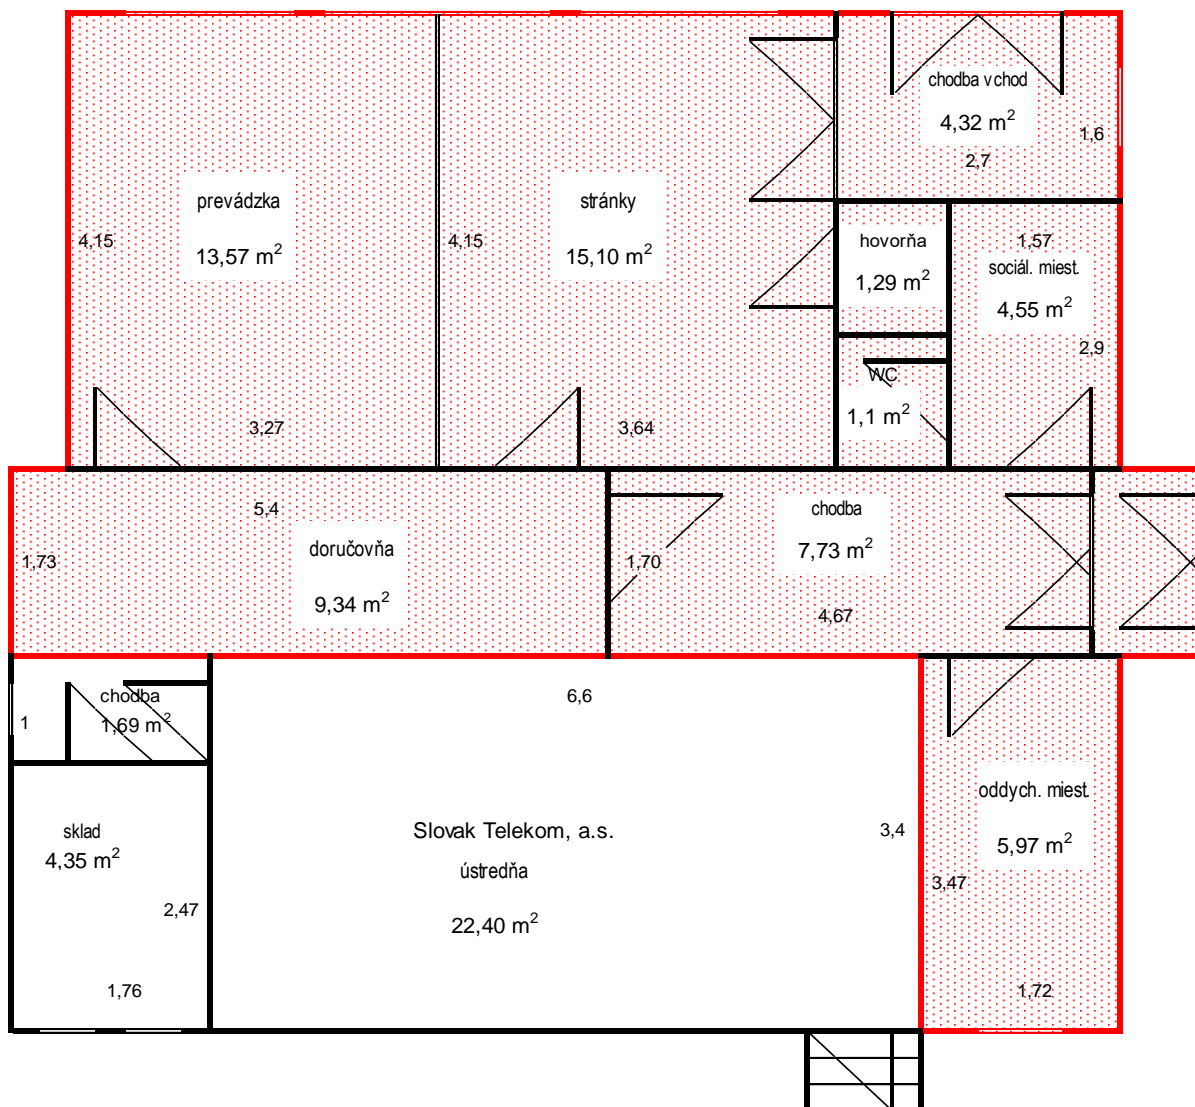 chodba vchod
4,32 m²
1,6
2,7
prevádzka
13,57 m²
4,15
3,27
stránky
15,10 m²
4,15
3,64
hovorňa
1,29 m²
1,57
sociál. miest.
4,55 m²
2,9
WC
1,1 m²
5,4
1,73
doručovňa
9,34 m²
chodba
7,73 m²
1,70
4,67
chodba
1,69 m²
1
6,6
Slovak Telekom, a.s.
ústredňa
22,40 m²
3,4
sklad
4,35 m²
2,47
1,76
oddych. miest.
5,97 m²
3,47
1,72